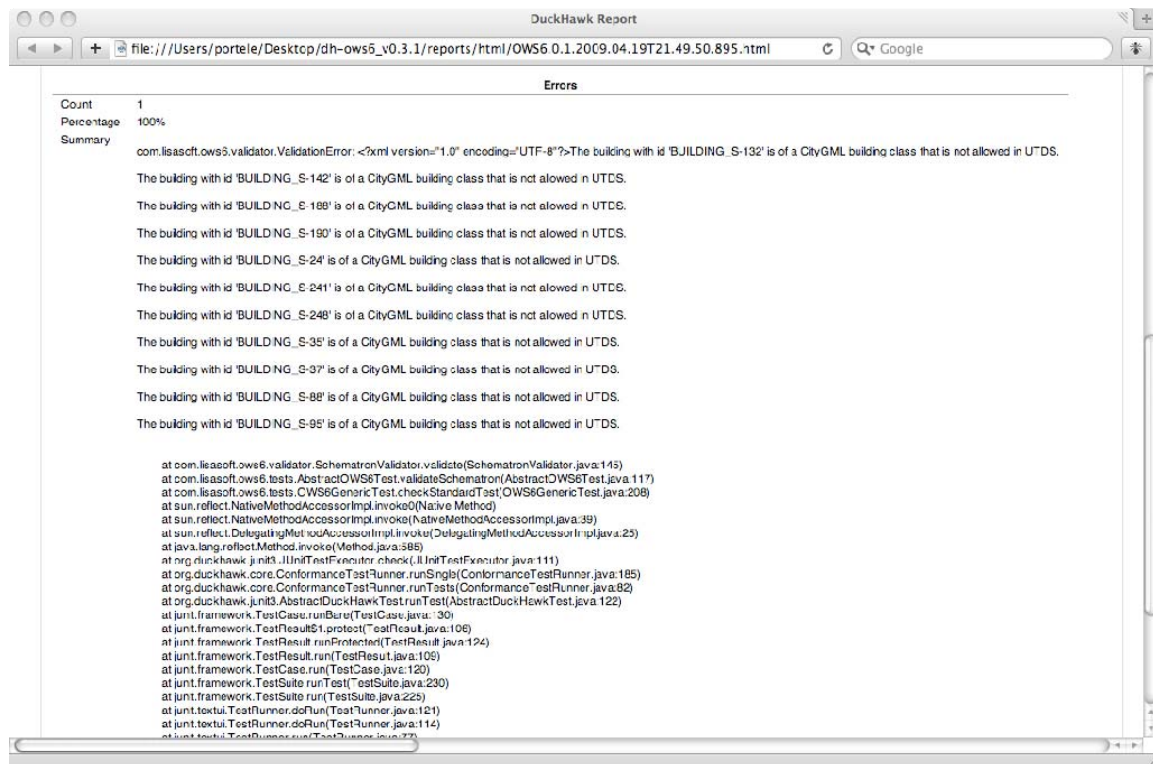 DuckHawk Report
file:///Users/portele/Desktop/dh-ows6_v0.3.1/reports/html/OWS6.0.1.2009.04.19T21.49.50.895.html
Google
Errors
Count 1
Percentage 100%
Summary
com.lisasoft.ows6.validator.ValidationError: <?xml version="1.0" encoding="UTF-8"?>The building with id 'BUILDING_S-132' is of a CityGML building class that is not allowed in UTDS.
The building with id 'BUILDING_S-142' is of a CityGML building class that is not allowed in UTDS.
The building with id 'BUILDING_S-188' is of a CityGML building class that is not allowed in UTDS.
The building with id 'BUILDING_S-190' is of a CityGML building class that is not allowed in UTDS.
The building with id 'BUILDING_S-24' is of a CityGML building class that is not allowed in UTDS.
The building with id 'BUILDING_S-241' is of a CityGML building class that is not allowed in UTDS.
The building with id 'BUILDING_S-248' is of a CityGML building class that is not allowed in UTDS.
The building with id 'BUILDING_S-35' is of a CityGML building class that is not allowed in UTDS.
The building with id 'BUILDING_S-37' is of a CityGML building class that is not allowed in UTDS.
The building with id 'BUILDING_S-88' is of a CityGML building class that is not allowed in UTDS.
The building with id 'BUILDING_S-95' is of a CityGML building class that is not allowed in UTDS.
at com.lisasoft.ows6.validator.SchematronValidator.validate(SchematronValidator.java:145)
at com.lisasoft.ows6.tests.AbstractOWS6Test.validateSchematron(AbstractOWS6Test.java:117)
at com.lisasoft.ows6.tests.OWS6GenericTest.checkStandardTest(OWS6GenericTest.java:208)
at sun.reflect.NativeMethodAccessorImpl.invoke0(Native Method)
at sun.reflect.NativeMethodAccessorImpl.invoke(NativeMethodAccessorImpl.java:39)
at sun.reflect.DelegatingMethodAccessorImpl.invoke(DelegatingMethodAccessorImpl.java:25)
at java.lang.reflect.Method.invoke(Method.java:585)
at org.duckhawk.junit3.JUnitTestExecutor.check(JUnitTestExecutor.java:111)
at org.duckhawk.core.ConformanceTestRunner.runSingle(ConformanceTestRunner.java:185)
at org.duckhawk.core.ConformanceTestRunner.runTests(ConformanceTestRunner.java:82)
at org.duckhawk.junit3.AbstractDuckHawkTest.runTest(AbstractDuckHawkTest.java:122)
at junit.framework.TestCase.runBare(TestCase.java:130)
at junit.framework.TestResult$1.protect(TestResult.java:106)
at junit.framework.TestResult.runProtected(TestResult.java:124)
at junit.framework.TestResult.run(TestResult.java:109)
at junit.framework.TestCase.run(TestCase.java:120)
at junit.framework.TestSuite.runTest(TestSuite.java:230)
at junit.framework.TestSuite.run(TestSuite.java:225)
at junit.textui.TestRunner.doRun(TestRunner.java:121)
at junit.textui.TestRunner.doRun(TestRunner.java:114)
at junit.textui.TestRunner.run(TestRunner.java:77)